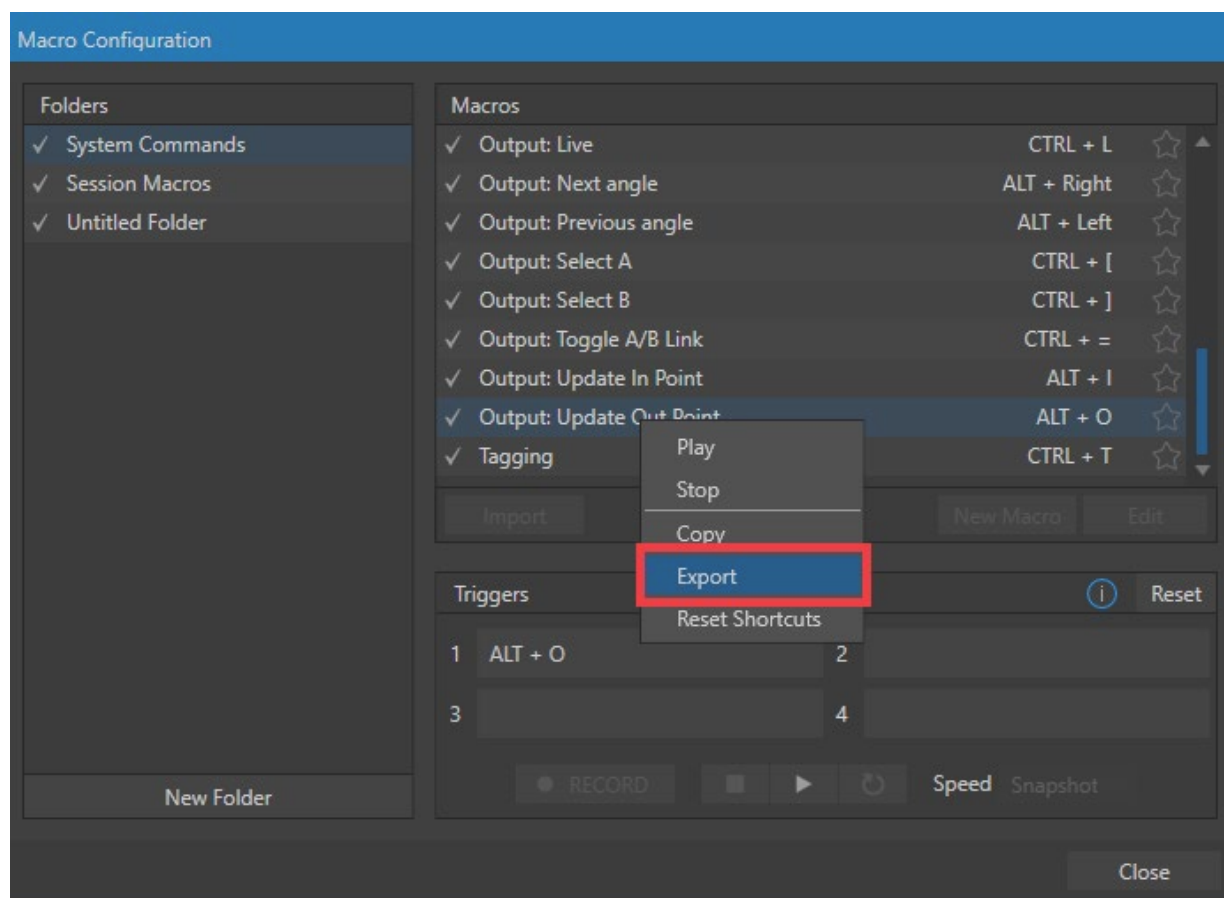 Macro Configuration
Folders
System Commands
Session Macros
Untitled Folder
New Folder
Macros
Output: Live CTRL + L
Output: Next angle ALT + Right
Output: Previous angle ALT + Left
Output: Select A CTRL + [
Output: Select B CTRL + ]
Output: Toggle A/B Link CTRL + =
Output: Update In Point ALT + I
Output: Update Out Point ALT + O
Tagging CTRL + T
Play
Stop
Copy
Export
Reset Shortcuts
Import New Macro Edit
Triggers i Reset
1 ALT + O 2
3 4
RECORD Speed Snapshot
Close